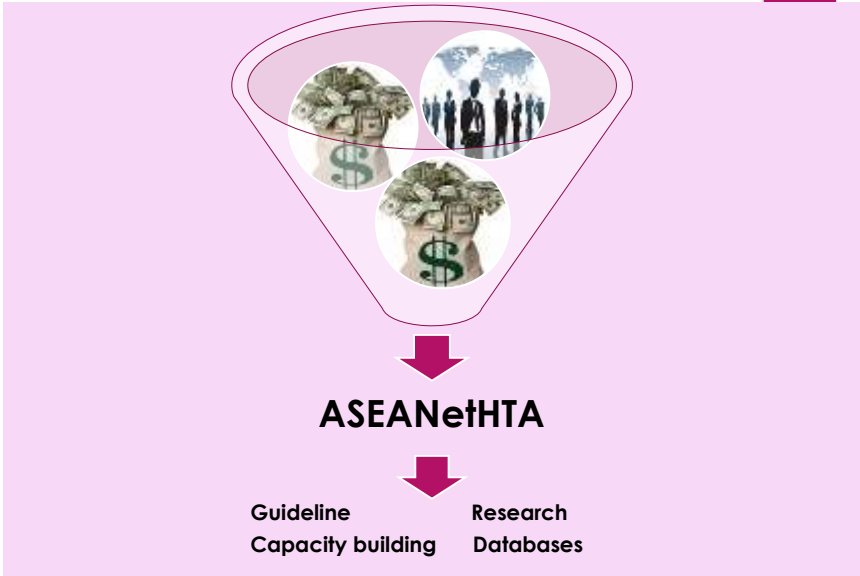 $
$
ASEANetHTA
Guideline Research
Capacity building Databases